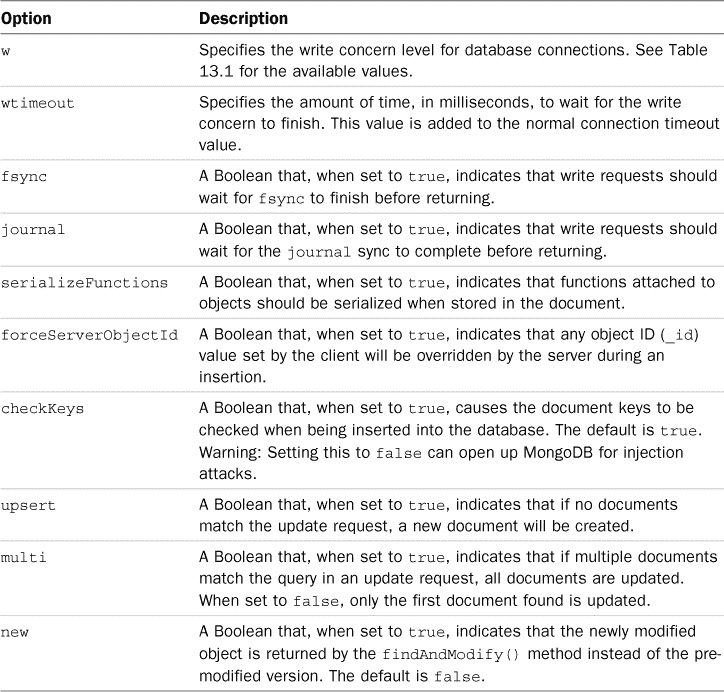 Option Description
w Specifies the write concern level for database connections. See Table
13.1 for the available values.
wtimeout Specifies the amount of time, in milliseconds, to wait for the write
concern to finish. This value is added to the normal connection timeout
value.
fsync A Boolean that, when set to true, indicates that write requests should
wait for fsync to finish before returning.
journal A Boolean that, when set to true, indicates that write requests should
wait for the journal sync to complete before returning.
serializeFunctions A Boolean that, when set to true, indicates that functions attached to
objects should be serialized when stored in the document.
forceServerObjectId A Boolean that, when set to true, indicates that any object ID (_id)
value set by the client will be overridden by the server during an
insertion.
checkKeys A Boolean that, when set to true, causes the document keys to be
checked when being inserted into the database. The default is true.
Warning: Setting this to false can open up MongoDB for injection
attacks.
upsert A Boolean that, when set to true, indicates that if no documents
match the update request, a new document will be created.
multi A Boolean that, when set to true, indicates that if multiple documents
match the query in an update request, all documents are updated.
When set to false, only the first document found is updated.
new A Boolean that, when set to true, indicates that the newly modified
object is returned by the findAndModify() method instead of the pre-
modified version. The default is false.